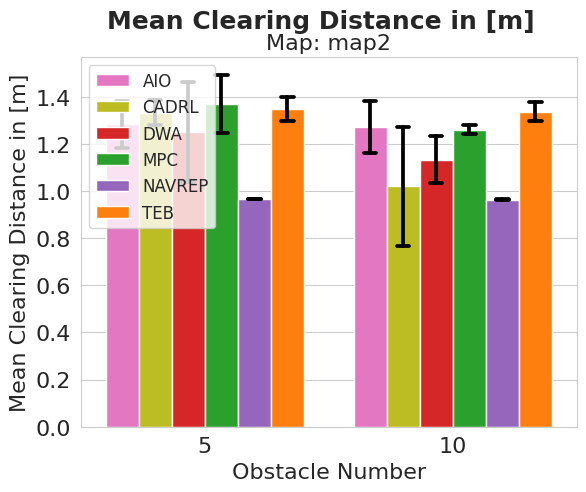 Mean Clearing Distance in [m]
Map: map2
Mean Clearing Distance in [m]
1.4
1.2
1.0
0.8
0.6
0.4
0.2
0.0
AIO
CADRL
DWA
MPC
NAVREP
TEB
5
10
Obstacle Number